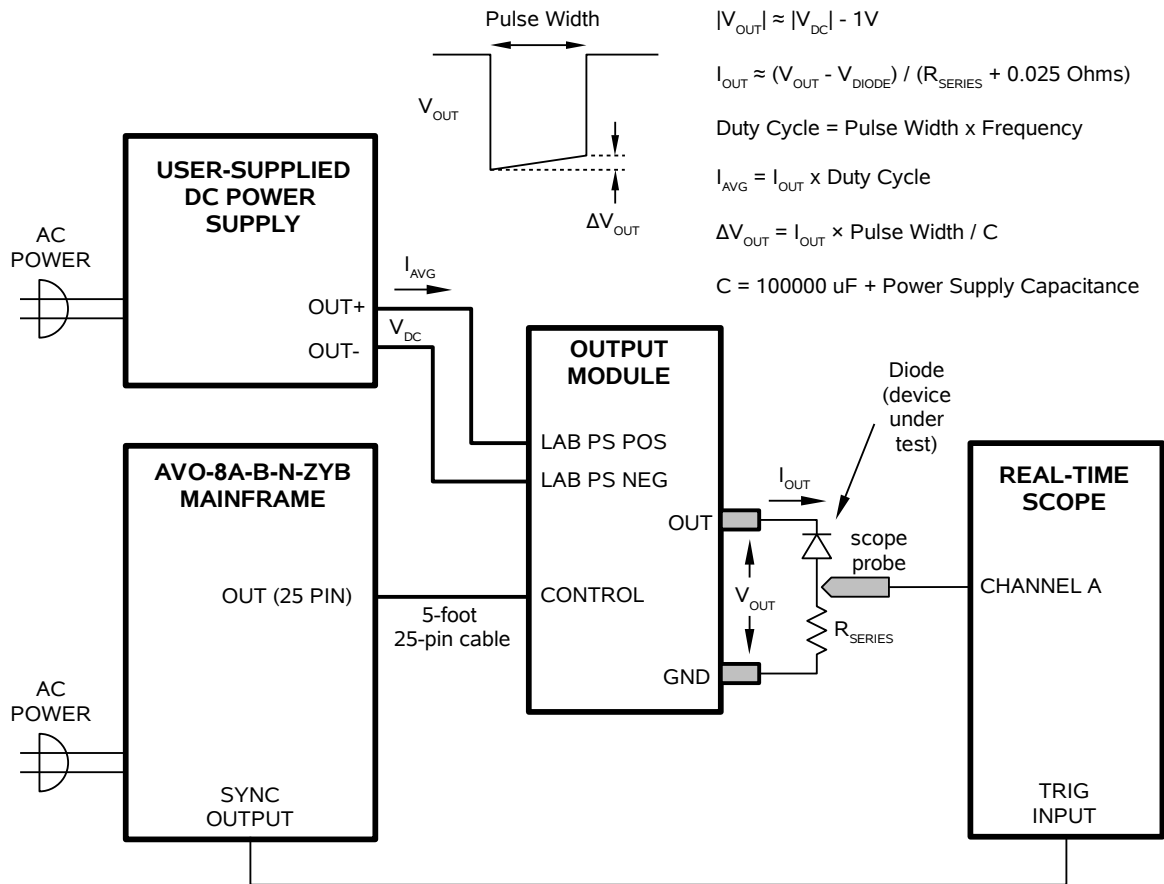 Pulse Width
V_OUT
ΔV_OUT
|V_OUT| ≈ |V_DC| - 1V
I_OUT ≈ (V_OUT - V_DIODE) / (R_SERIES + 0.025 Ohms)
Duty Cycle = Pulse Width x Frequency
I_AVG = I_OUT x Duty Cycle
ΔV_OUT = I_OUT × Pulse Width / C
C = 100000 uF + Power Supply Capacitance
USER-SUPPLIED
DC POWER
SUPPLY
AC
POWER
OUT+
OUT-
I_AVG
V_DC
OUTPUT
MODULE
LAB PS POS
LAB PS NEG
OUT
CONTROL
GND
Diode
(device
under
test)
I_OUT
V_OUT
scope
probe
R_SERIES
REAL-TIME
SCOPE
CHANNEL A
TRIG
INPUT
AVO-8A-B-N-ZYB
MAINFRAME
OUT (25 PIN)
5-foot
25-pin cable
AC
POWER
SYNC
OUTPUT